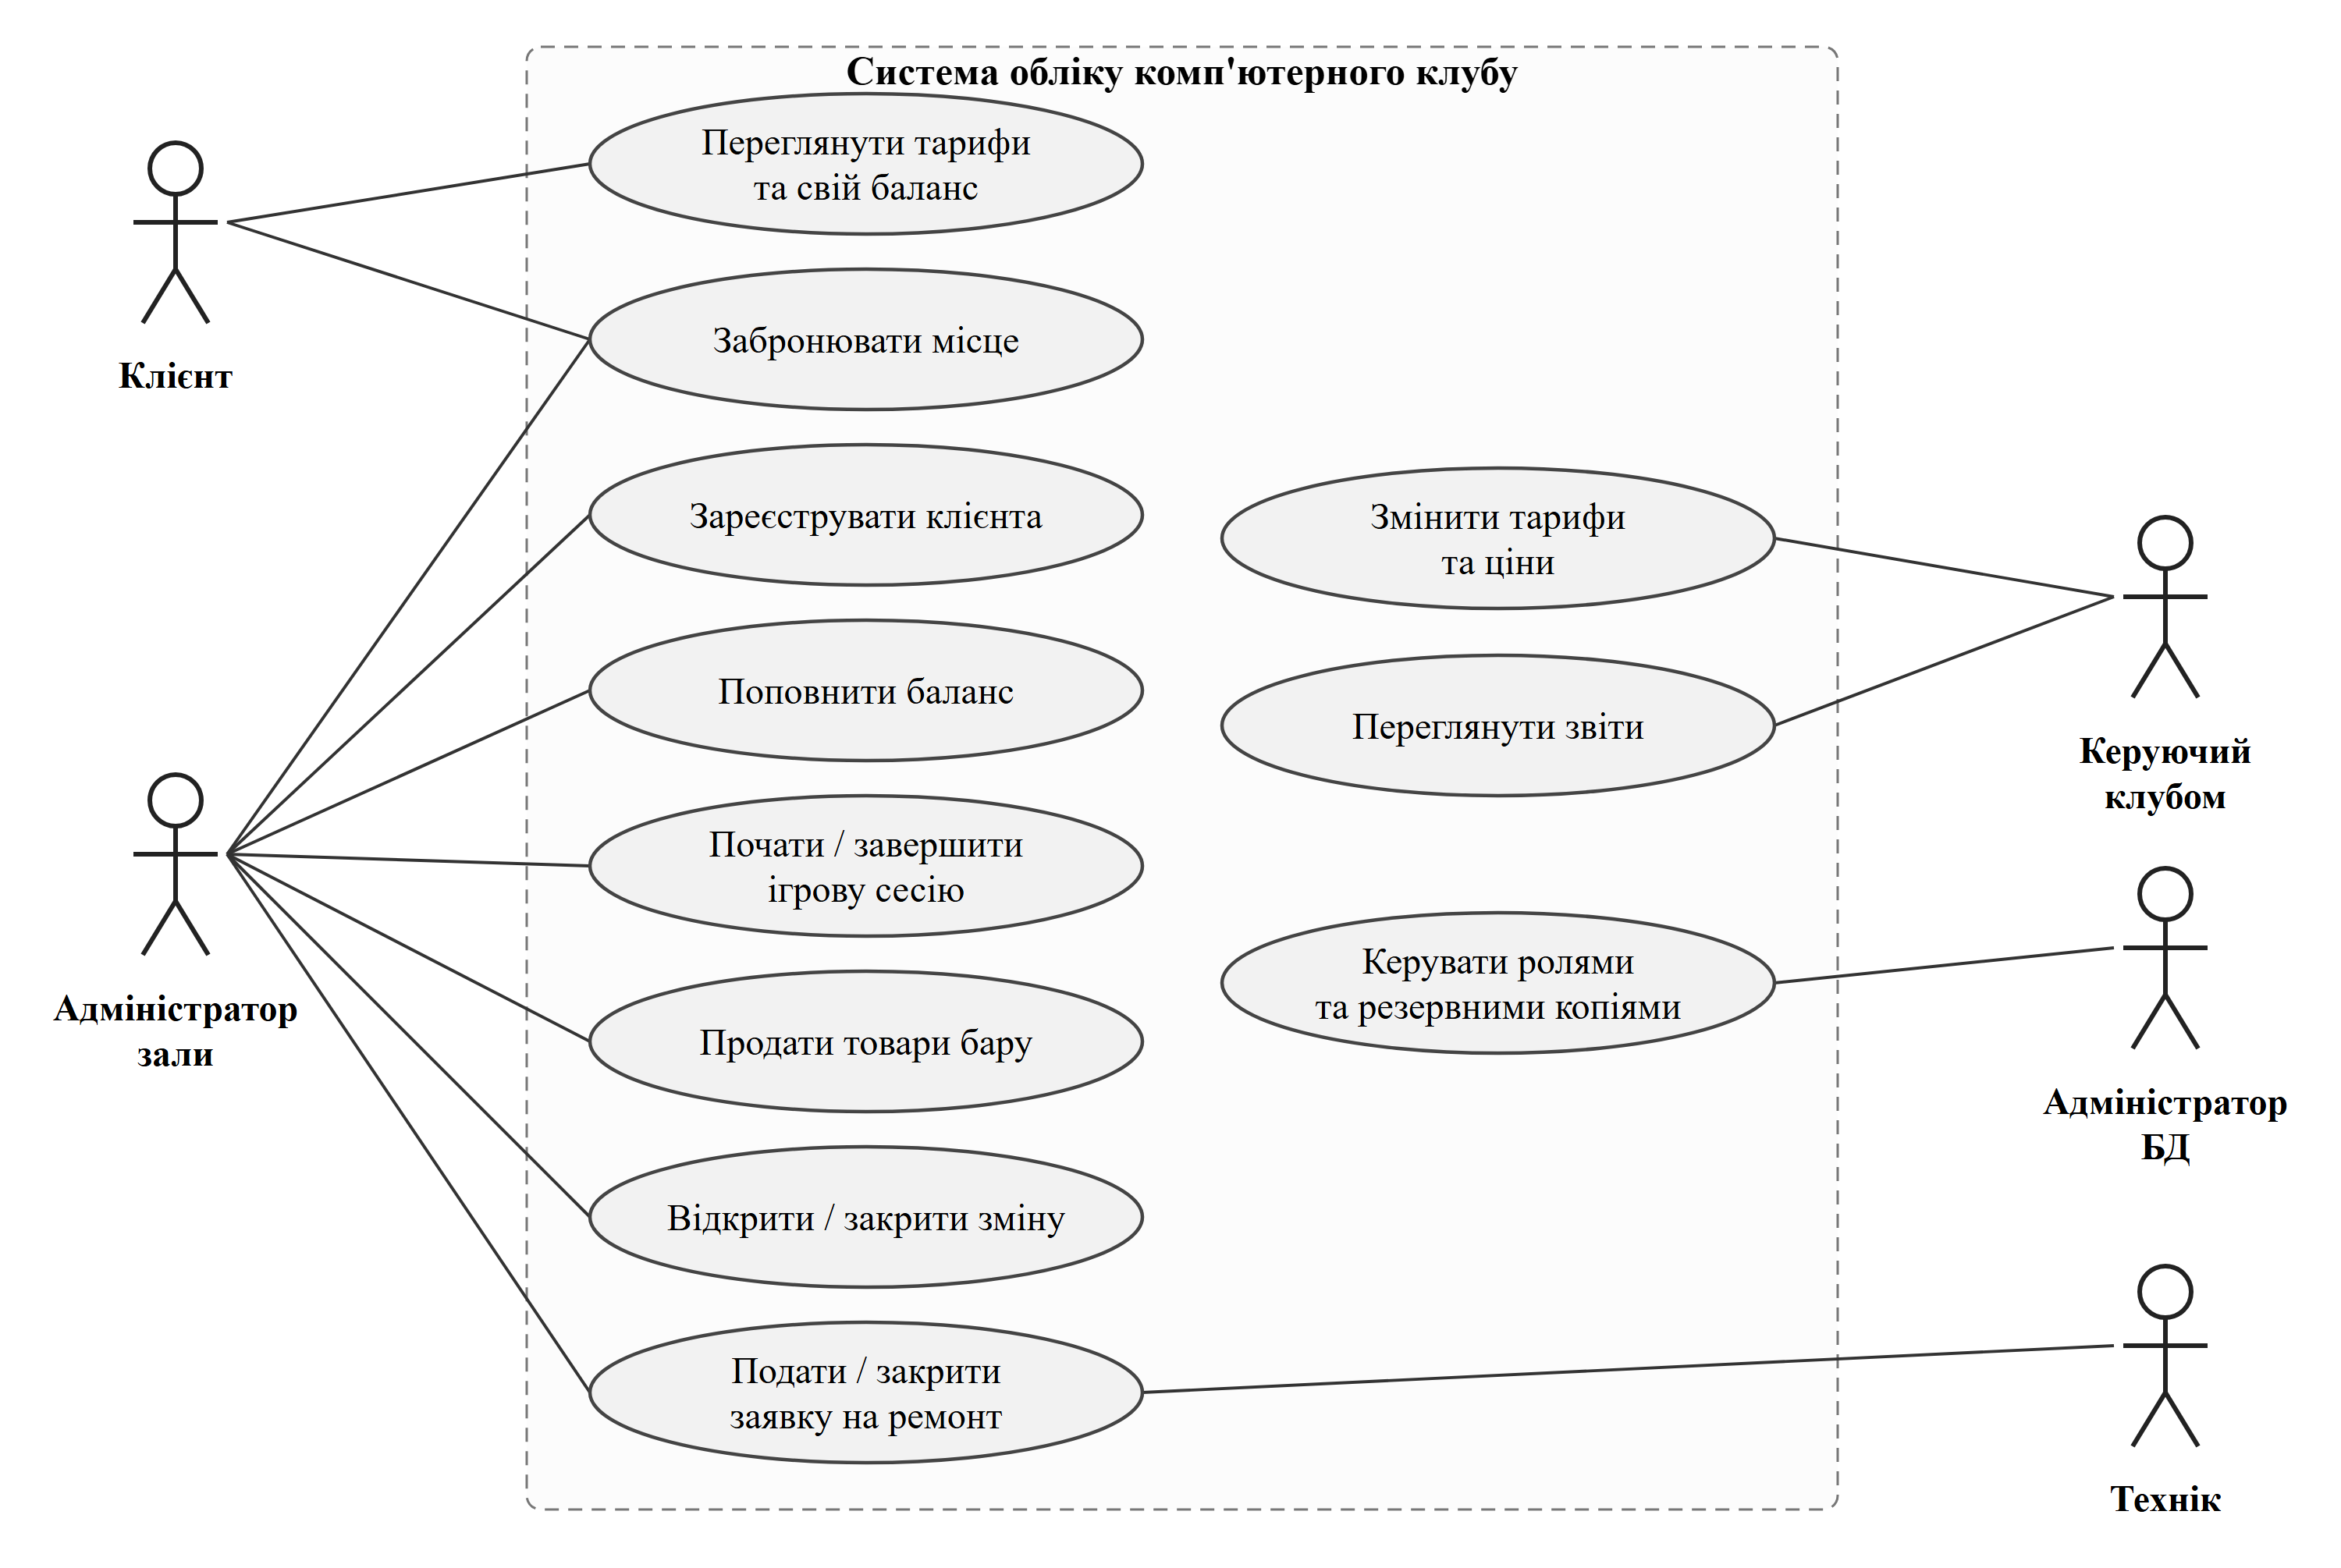 Система обліку комп'ютерного клубу
Переглянути тарифи
та свій баланс
Забронювати місце
Клієнт
Зареєструвати клієнта
Змінити тарифи
та ціни
Поповнити баланс
Переглянути звіти
Керуючий
клубом
Почати / завершити
ігрову сесію
Адміністратор
зали
Керувати ролями
та резервними копіями
Продати товари бару
Адміністратор
БД
Відкрити / закрити зміну
Подати / закрити
заявку на ремонт
Технік